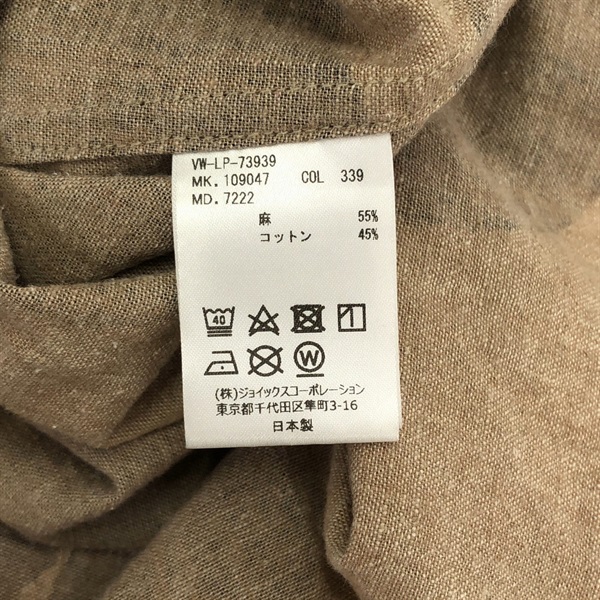 VW-LP-73939
MK. 109047 COL 339
MD. 7222
麻 55%
コットン 45%
40
W
(株)ジョイックスコーポレーション
東京都千代田区隼町3-16
日本製